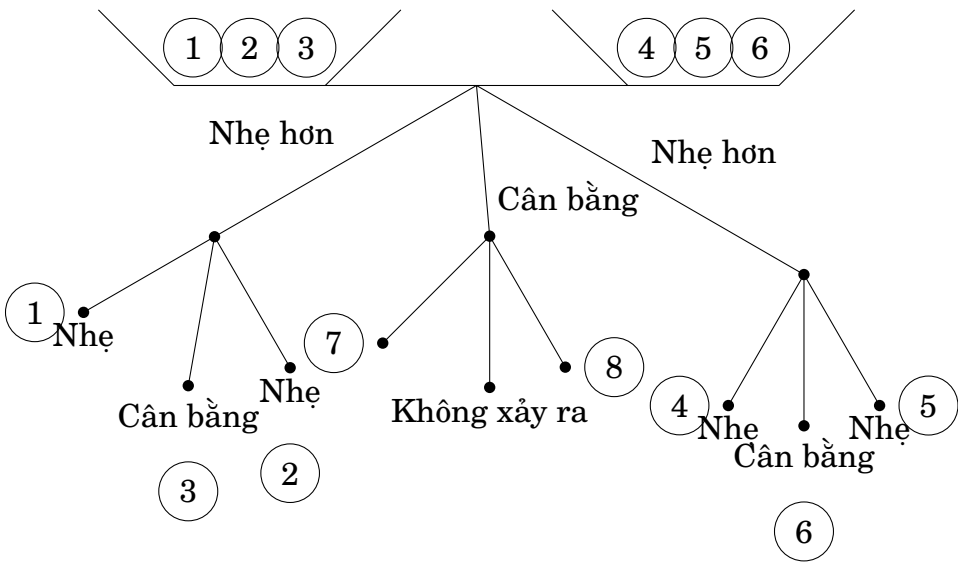 1 2 3 4 5 6
Nhẹ hơn
Nhẹ hơn
Cân bằng
1
Nhẹ
7
8
Nhẹ
Cân bằng
Không xảy ra
4
5
Nhẹ
Nhẹ
Cân bằng
3
2
6